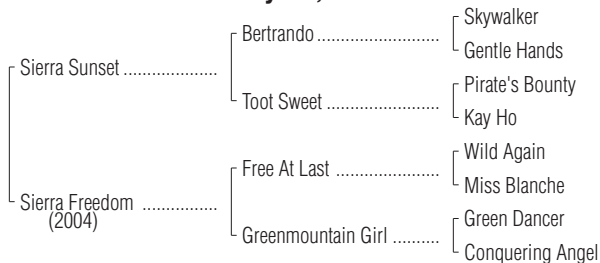 Skywalker
Bertrando ...............................
Gentle Hands
Sierra Sunset ...................
Pirate's Bounty
Toot Sweet ............................
Kay Ho
Wild Again
Free At Last ..........................
Miss Blanche
Sierra Freedom ...............
(2004)
Green Dancer
Greenmountain Girl ..........
Conquering Angel